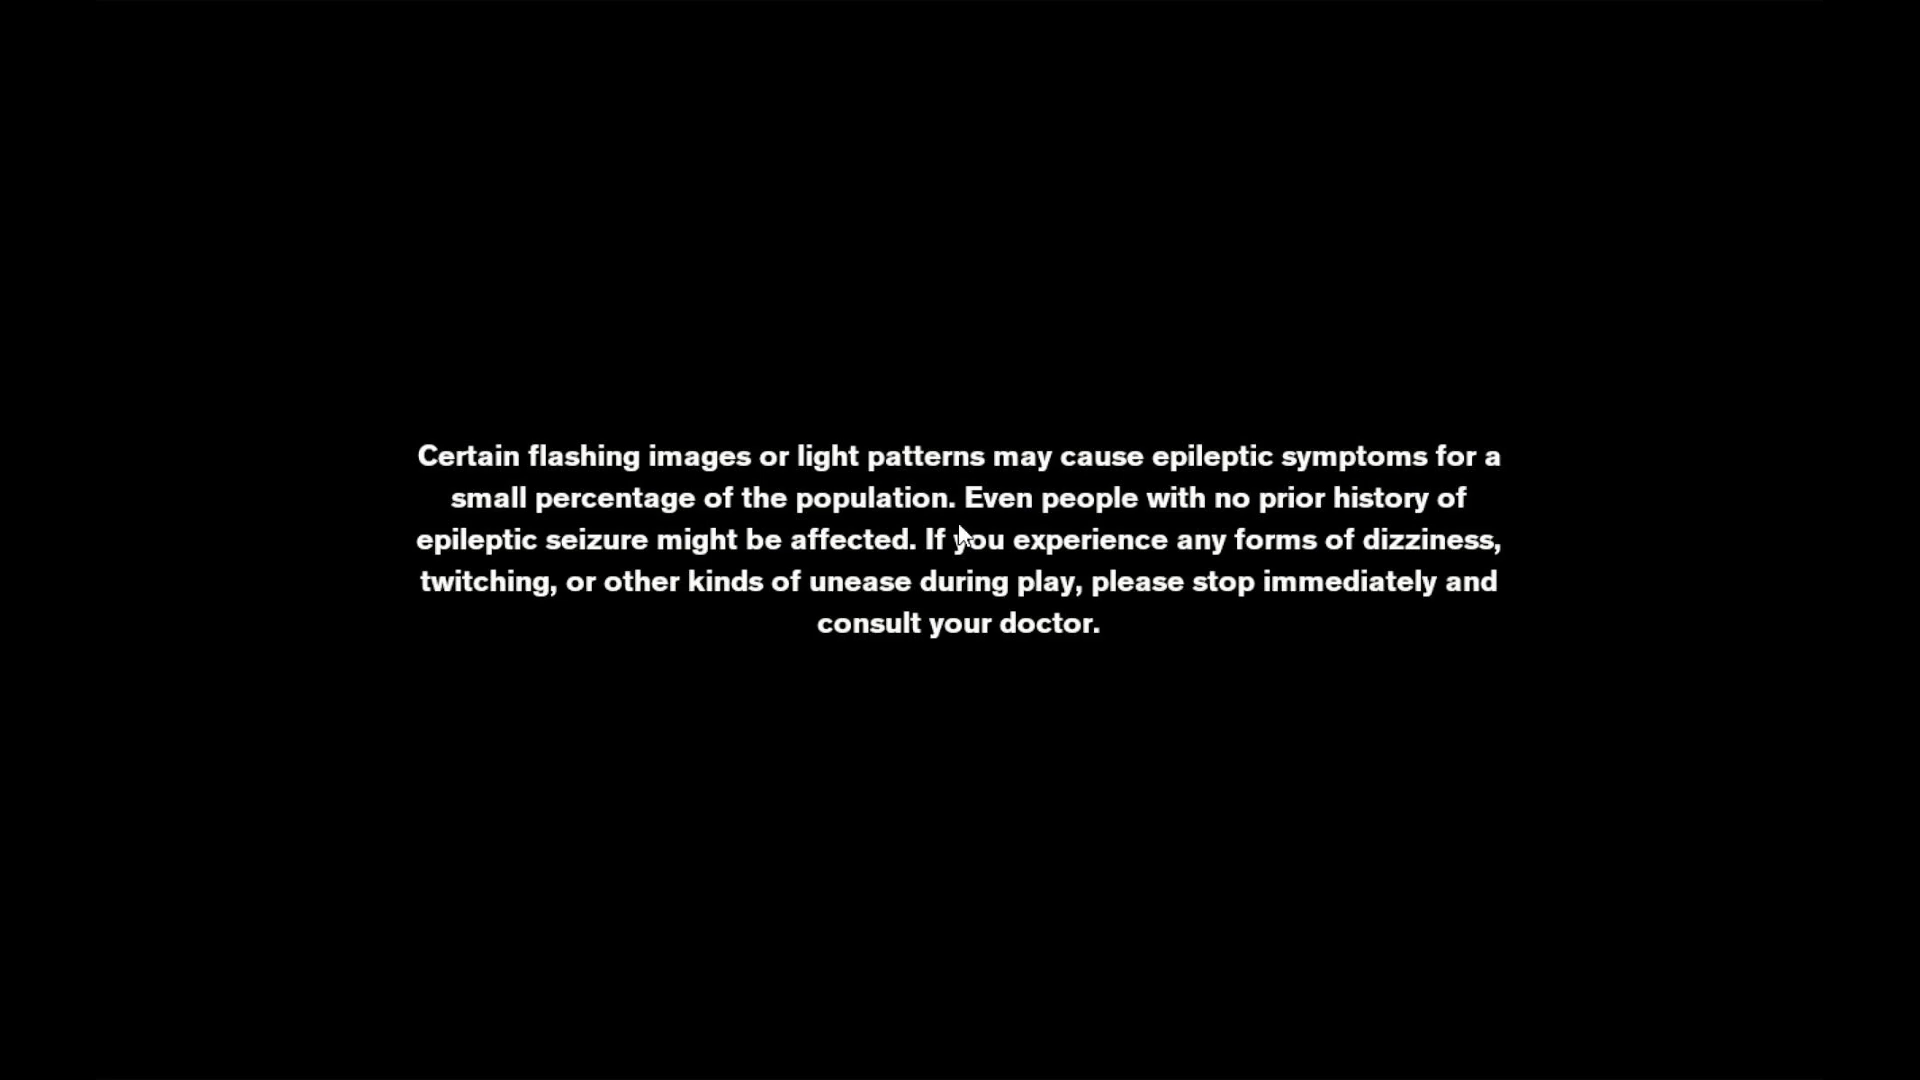 Certain flashing images or light patterns may cause epileptic symptoms for a
small percentage of the population. Even people with no prior history of
epileptic seizure might be affected. If you experience any forms of dizziness,
twitching, or other kinds of unease during play, please stop immediately and
consult your doctor.